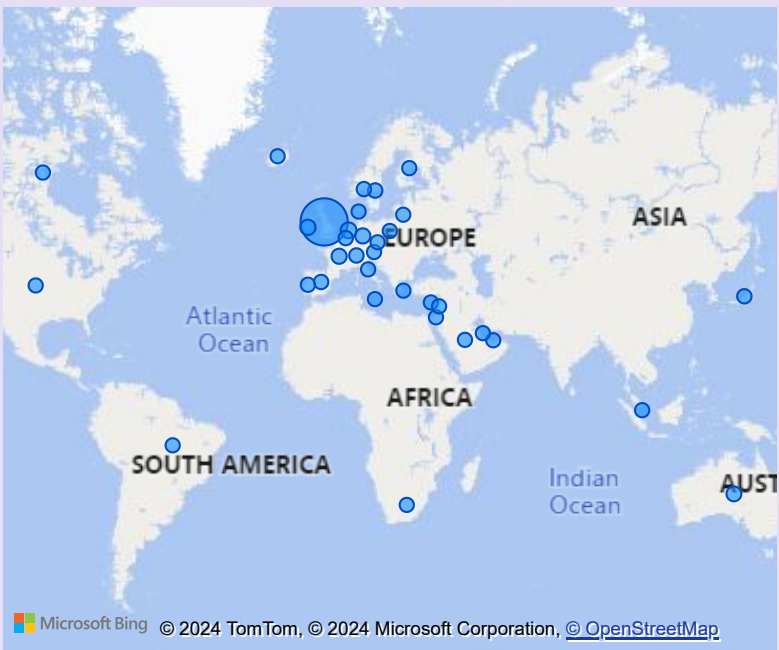 ASIA
EUROPE
Atlantic
Ocean
AFRICA
SOUTH AMERICA
Indian
Ocean
AUST
Microsoft Bing
© 2024 TomTom, © 2024 Microsoft Corporation, © OpenStreetMap